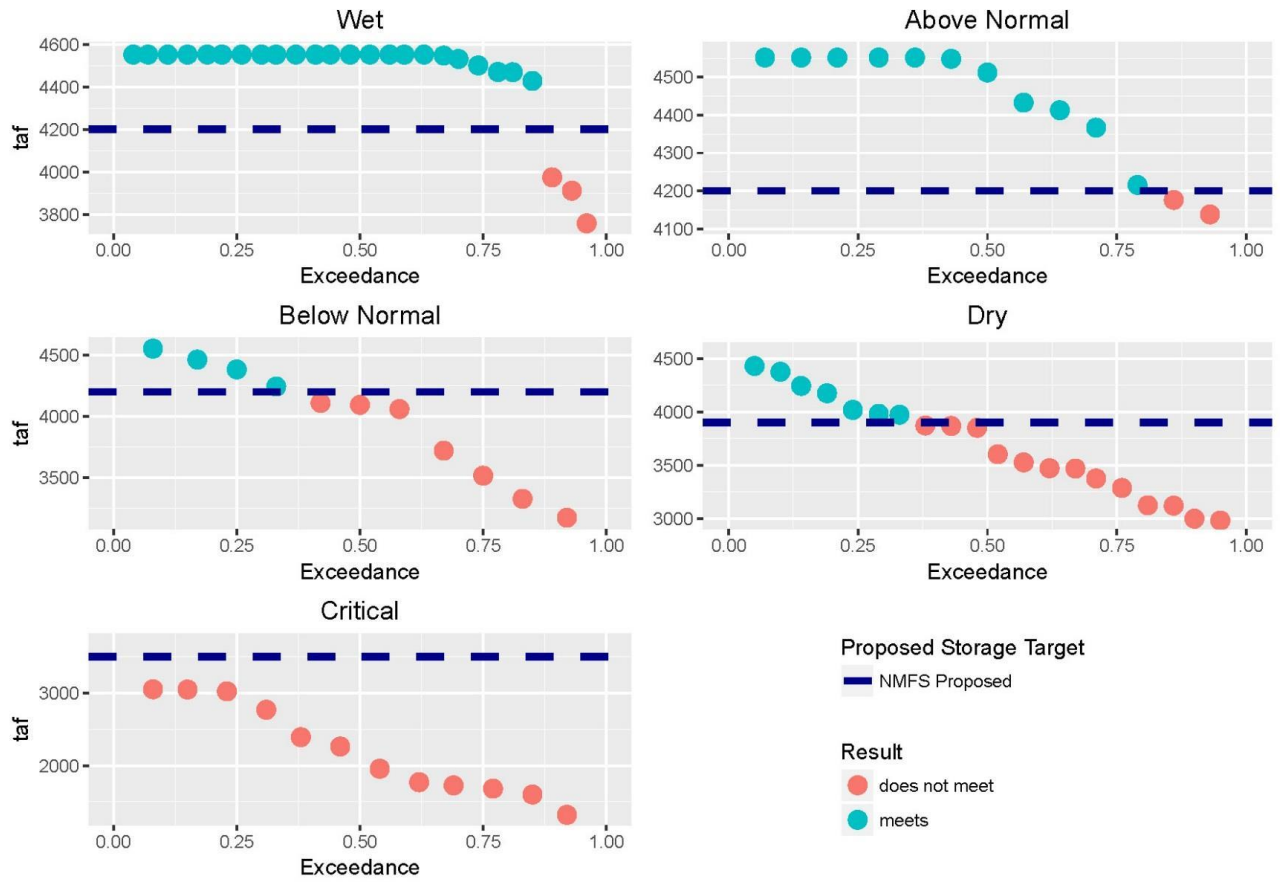 Wet
4600
4400
4200
4000
3800
taf
0.00 0.25 0.50 0.75 1.00
Exceedance
Above Normal
4500
4400
4300
4200
4100
0.00 0.25 0.50 0.75 1.00
Exceedance
Below Normal
4500
4000
3500
taf
0.00 0.25 0.50 0.75 1.00
Exceedance
Dry
4500
4000
3500
3000
0.00 0.25 0.50 0.75 1.00
Exceedance
Critical
3000
2000
taf
0.00 0.25 0.50 0.75 1.00
Exceedance
Proposed Storage Target
NMFS Proposed
Result
does not meet
meets